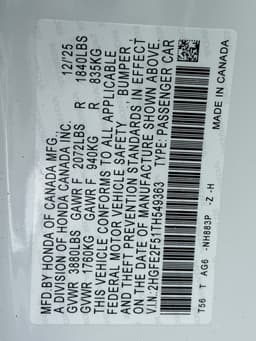 MFD BY HONDA OF CANADA MFG., 12/25
A DIVISION OF HONDA CANADA INC.
GVWR 3880LBS GAWR F 2072LBS R 1840LBS
GVWR 1760KG GAWR F 940KG R 835KG
THIS VEHICLE CONFORMS TO ALL APPLICABLE
FEDERAL MOTOR VEHICLE SAFETY, BUMPER,
AND THEFT PREVENTION STANDARDS IN EFFECT
ON THE DATE OF MANUFACTURE SHOWN ABOVE.
V.I.N.:2HGFE2F51TH549363 TYPE: PASSENGER CAR
T56 T AG6 -NH883P -Z -H MADE IN CANADA